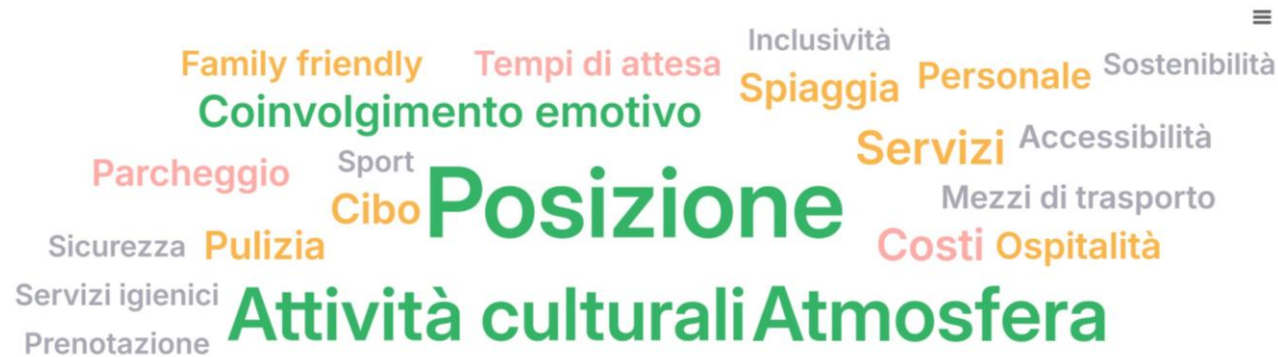 Inclusività
Family friendly
Tempi di attesa
Spiaggia
Personale
Sostenibilità
Coinvolgimento emotivo
Servizi
Accessibilità
Parcheggio
Sport
Cibo
Posizione
Mezzi di trasporto
Sicurezza
Pulizia
Costi
Ospitalità
Servizi igienici
Attività culturali
Atmosfera
Prenotazione